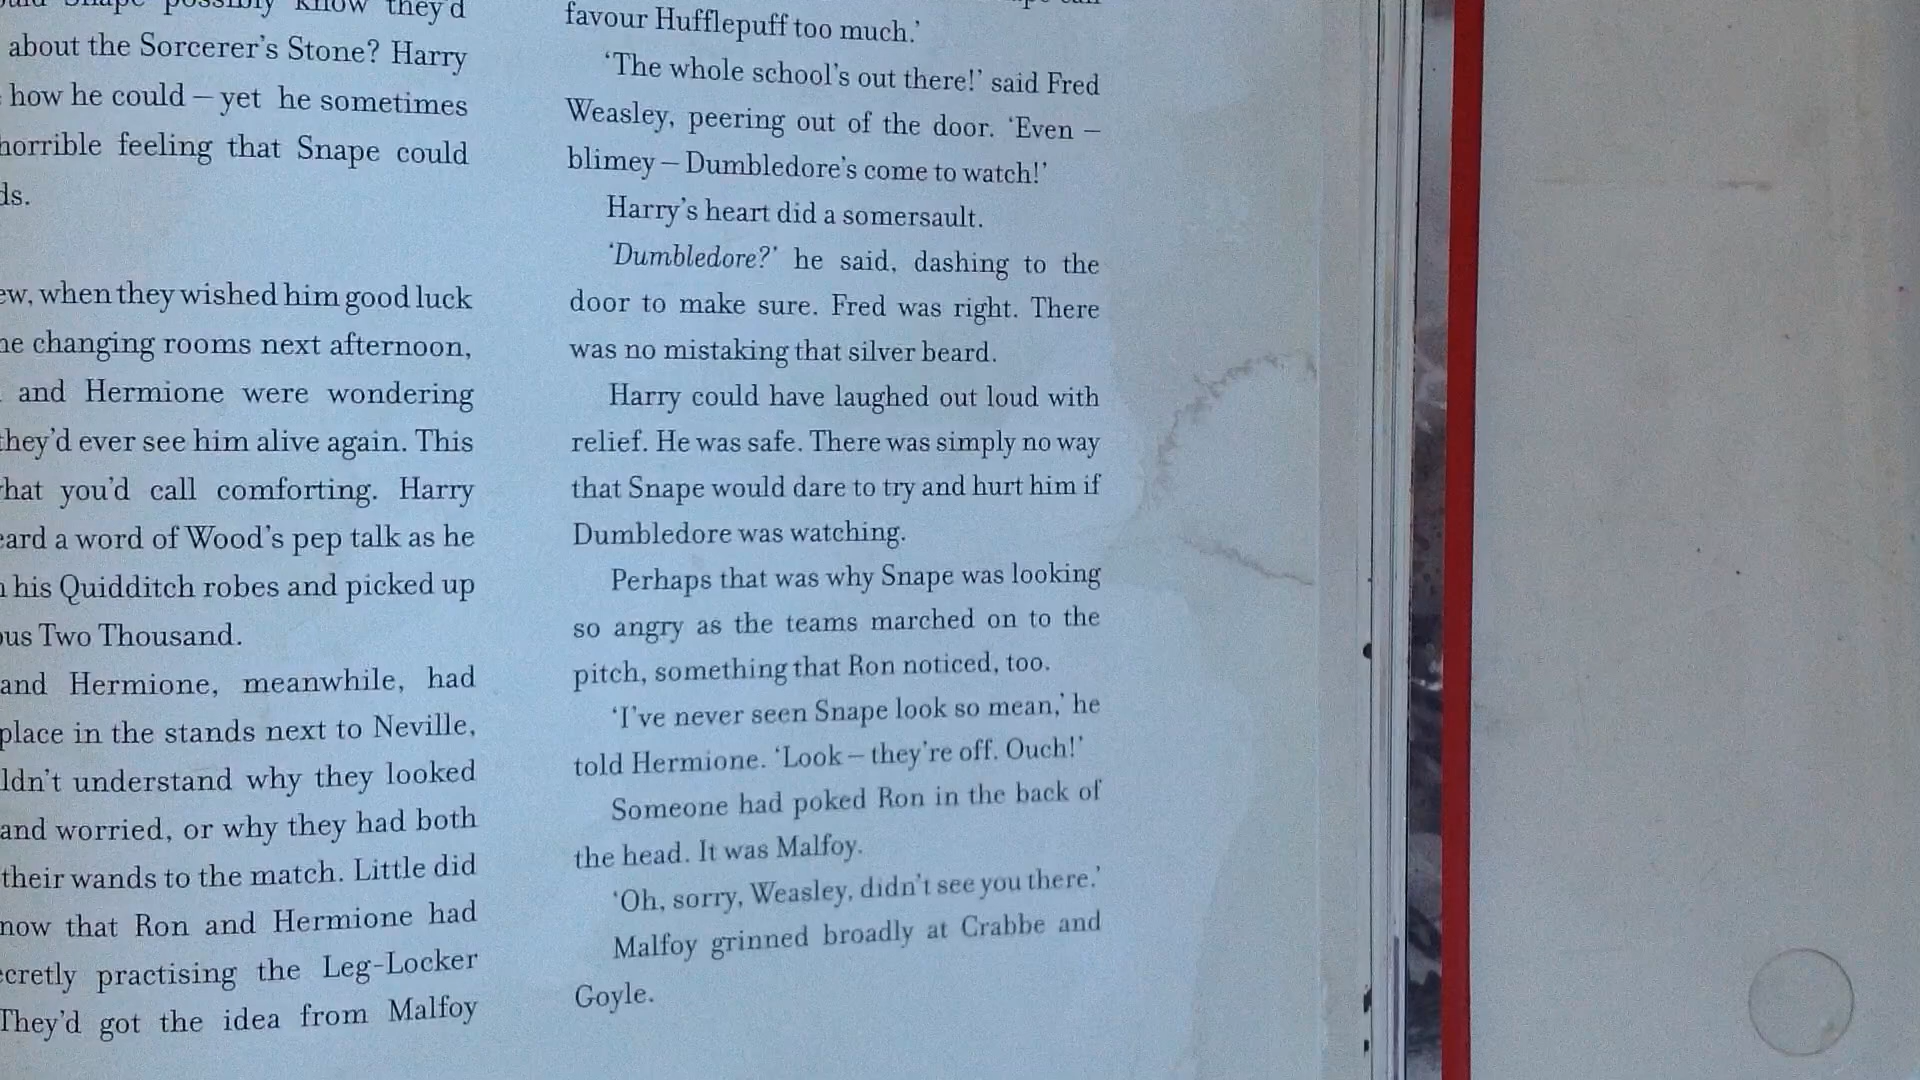 Snape possibly know they'd
about the Sorcerer's Stone? Harry
how he could – yet he sometimes
horrible feeling that Snape could
ds.
ew, when they wished him good luck
he changing rooms next afternoon,
and Hermione were wondering
they'd ever see him alive again. This
hat you'd call comforting. Harry
eard a word of Wood's pep talk as he
his Quidditch robes and picked up
ous Two Thousand.
and Hermione, meanwhile, had
place in the stands next to Neville,
ldn't understand why they looked
and worried, or why they had both
their wands to the match. Little did
now that Ron and Hermione had
ecretly practising the Leg-Locker
They'd got the idea from Malfoy
favour Hufflepuff too much.'
'The whole school's out there!' said Fred
Weasley, peering out of the door. 'Even –
blimey – Dumbledore's come to watch!'
Harry's heart did a somersault.
'Dumbledore?' he said, dashing to the
door to make sure. Fred was right. There
was no mistaking that silver beard.
Harry could have laughed out loud with
relief. He was safe. There was simply no way
that Snape would dare to try and hurt him if
Dumbledore was watching.
Perhaps that was why Snape was looking
so angry as the teams marched on to the
pitch, something that Ron noticed, too.
'I've never seen Snape look so mean,' he
told Hermione. 'Look – they're off. Ouch!'
Someone had poked Ron in the back of
the head. It was Malfoy.
'Oh, sorry, Weasley, didn't see you there.'
Malfoy grinned broadly at Crabbe and
Goyle.